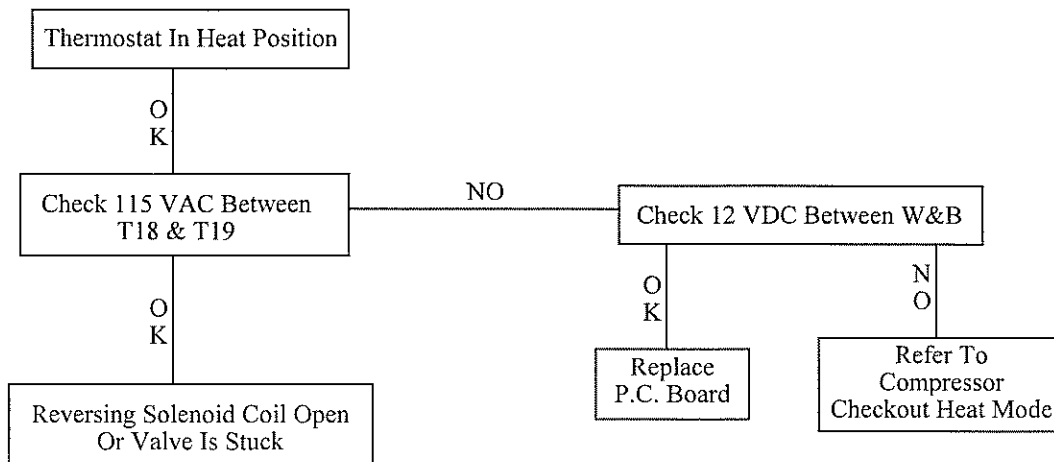 Thermostat In Heat Position
O
K
Check 115 VAC Between
T18 & T19
NO
Check 12 VDC Between W&B
O
K
Reversing Solenoid Coil Open
Or Valve Is Stuck
O
K
Replace
P.C. Board
N
O
Refer To
Compressor
Checkout Heat Mode